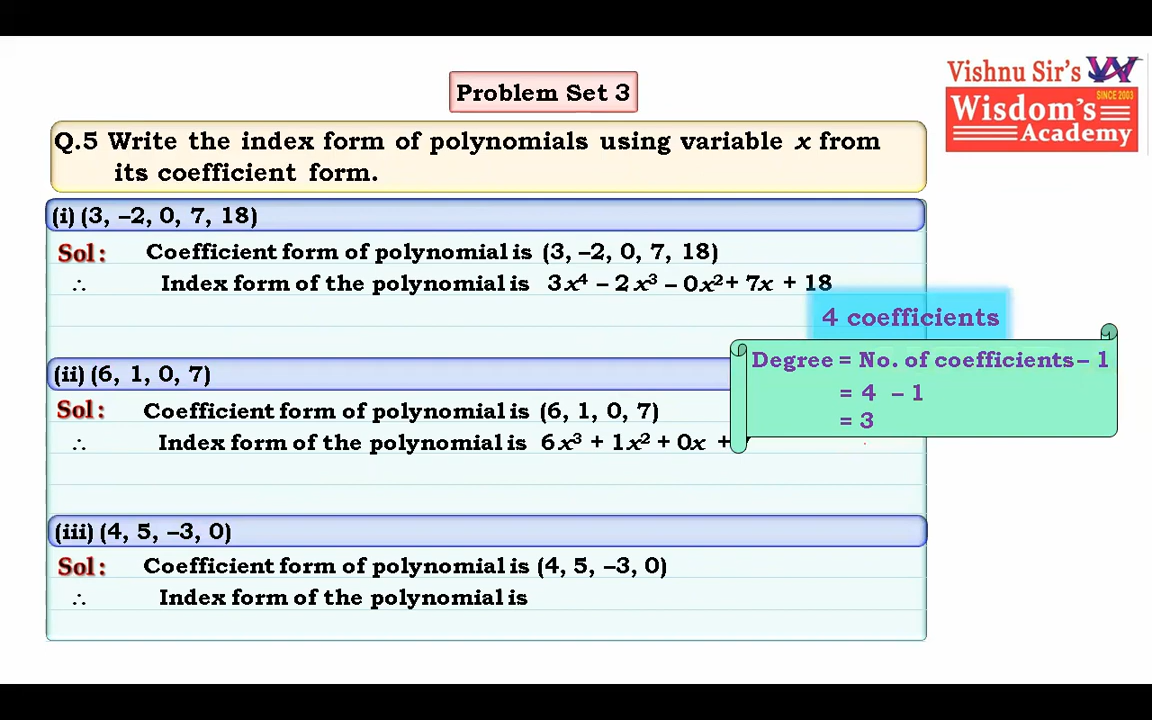 Problem Set 3
Vishnu Sir's
SINCE 2003
Wisdom's
Academy
Q.5 Write the index form of polynomials using variable x from
its coefficient form.
(i) (3, –2, 0, 7, 18)
Sol : Coefficient form of polynomial is (3, –2, 0, 7, 18)
∴ Index form of the polynomial is 3x⁴ – 2x³ – 0x² + 7x + 18
4 coefficients
Degree = No. of coefficients – 1
= 4 – 1
= 3
(ii) (6, 1, 0, 7)
Sol : Coefficient form of polynomial is (6, 1, 0, 7)
∴ Index form of the polynomial is 6x³ + 1x² + 0x +
(iii) (4, 5, –3, 0)
Sol : Coefficient form of polynomial is (4, 5, –3, 0)
∴ Index form of the polynomial is